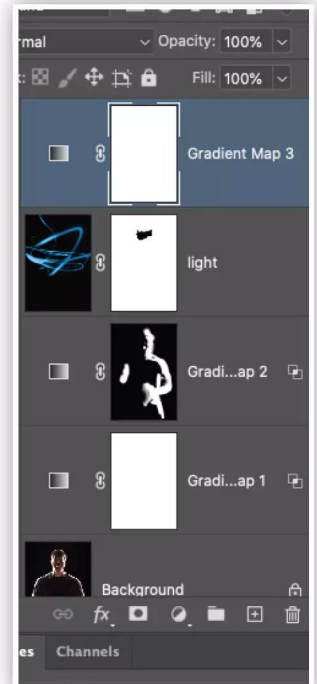 rmal Opacity: 100%
k: Fill: 100%
Gradient Map 3
light
Gradi...ap 2
Gradi...ap 1
Background
fx
es Channels